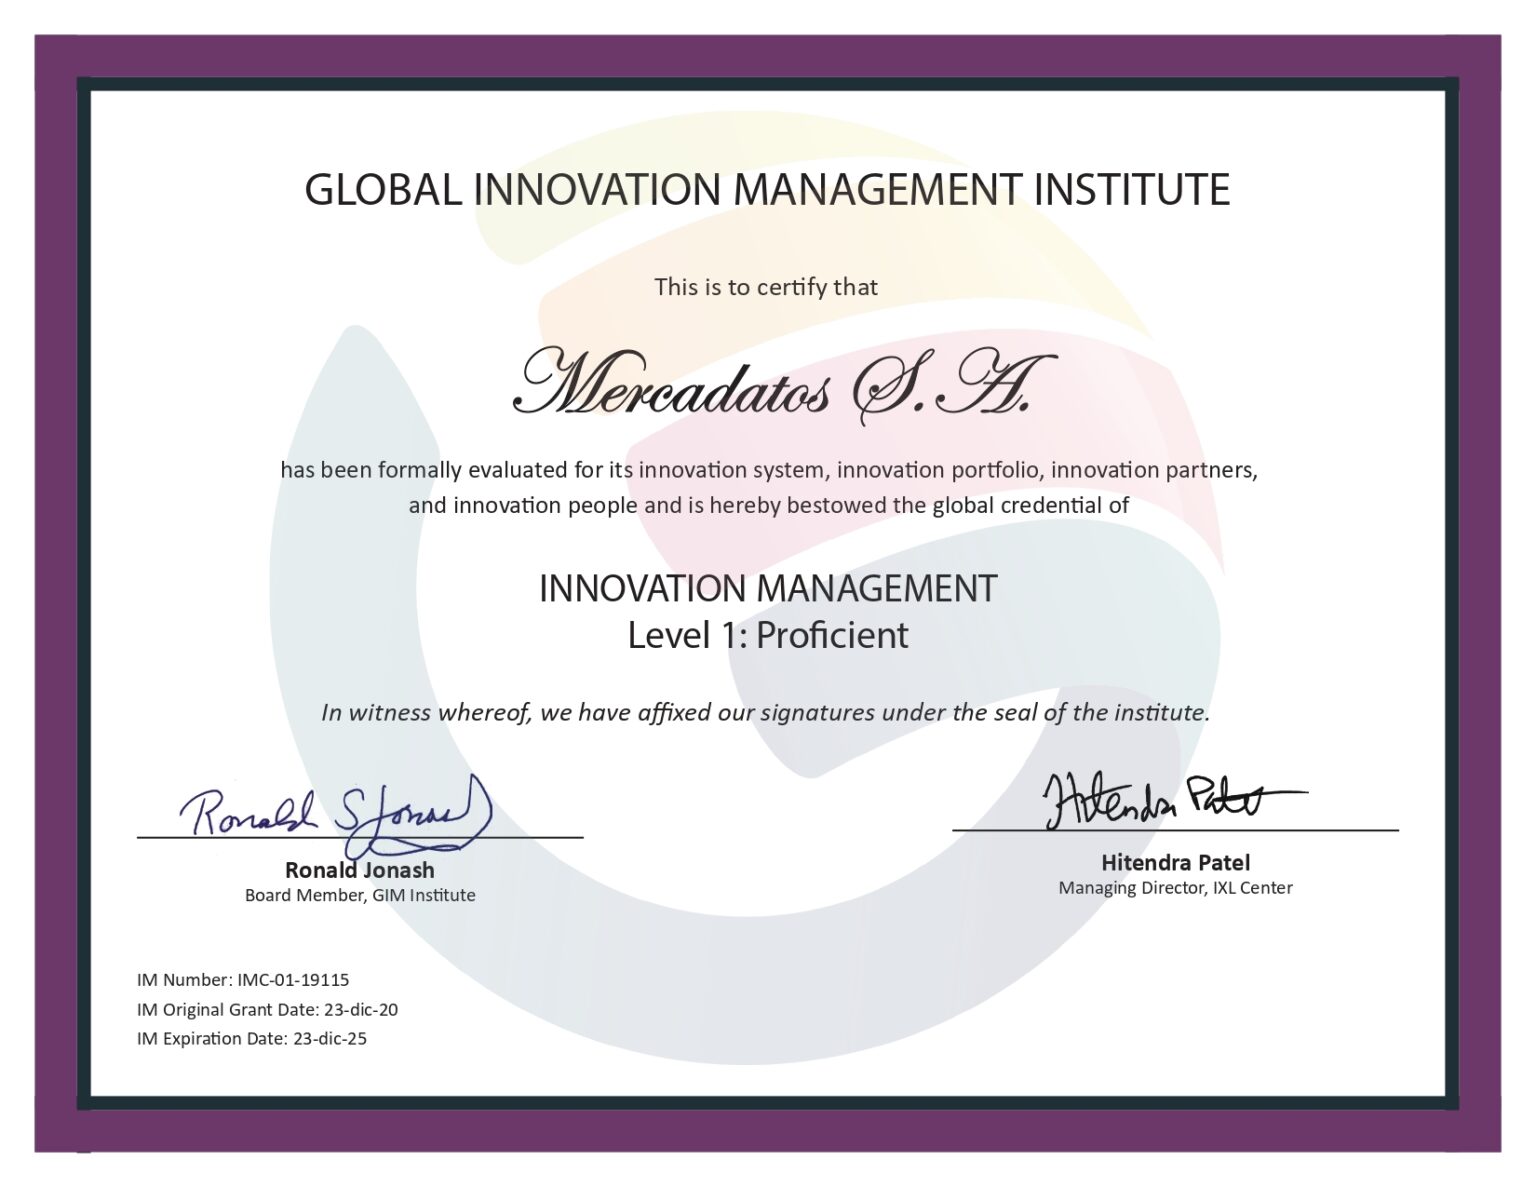 GLOBAL INNOVATION MANAGEMENT INSTITUTE
This is to certify that
Mercadatos S.A.
has been formally evaluated for its innovation system, innovation portfolio, innovation partners,
and innovation people and is hereby bestowed the global credential of
INNOVATION MANAGEMENT
Level 1: Proficient
In witness whereof, we have affixed our signatures under the seal of the institute.
Ronald S Jonash
Ronald Jonash
Board Member, GIM Institute
Hitendra Patel
Hitendra Patel
Managing Director, IXL Center
IM Number: IMC-01-19115
IM Original Grant Date: 23-dic-20
IM Expiration Date: 23-dic-25